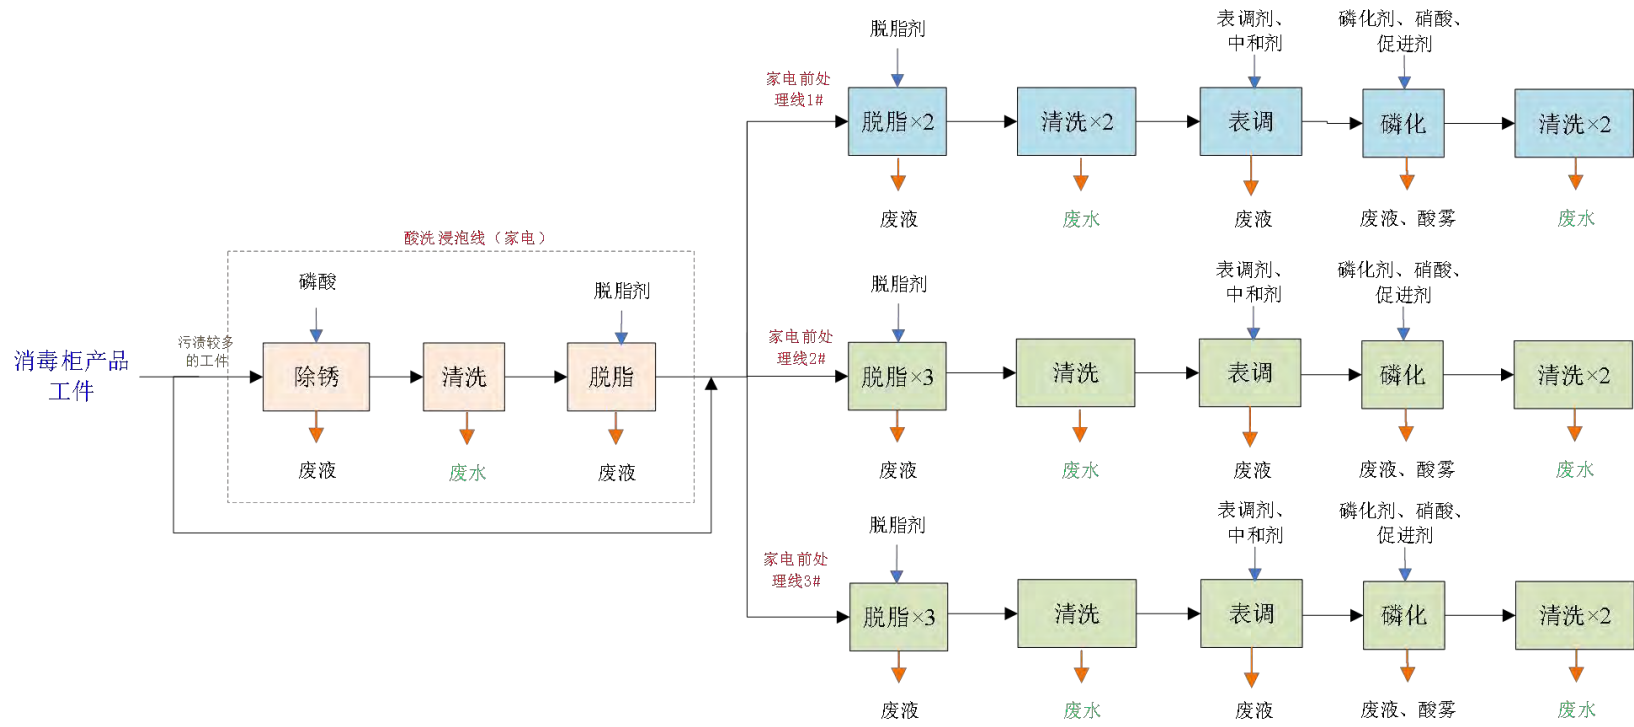 脱脂剂
表调剂、
中和剂
磷化剂、硝酸、
促进剂
家电前处
理线1#
脱脂×2
清洗×2
表调
磷化
清洗×2
废液
废水
废液
废液、酸雾
废水
酸洗浸泡线（家电）
磷酸
脱脂剂
污渍较多
的工件
消毒柜产品
工件
除锈
清洗
脱脂
废液
废水
废液
脱脂剂
表调剂、
中和剂
磷化剂、硝酸、
促进剂
家电前处
理线2#
脱脂×3
清洗
表调
磷化
清洗×2
废液
废水
废液
废液、酸雾
废水
脱脂剂
表调剂、
中和剂
磷化剂、硝酸、
促进剂
家电前处
理线3#
脱脂×3
清洗
表调
磷化
清洗×2
废液
废水
废液
废液、酸雾
废水